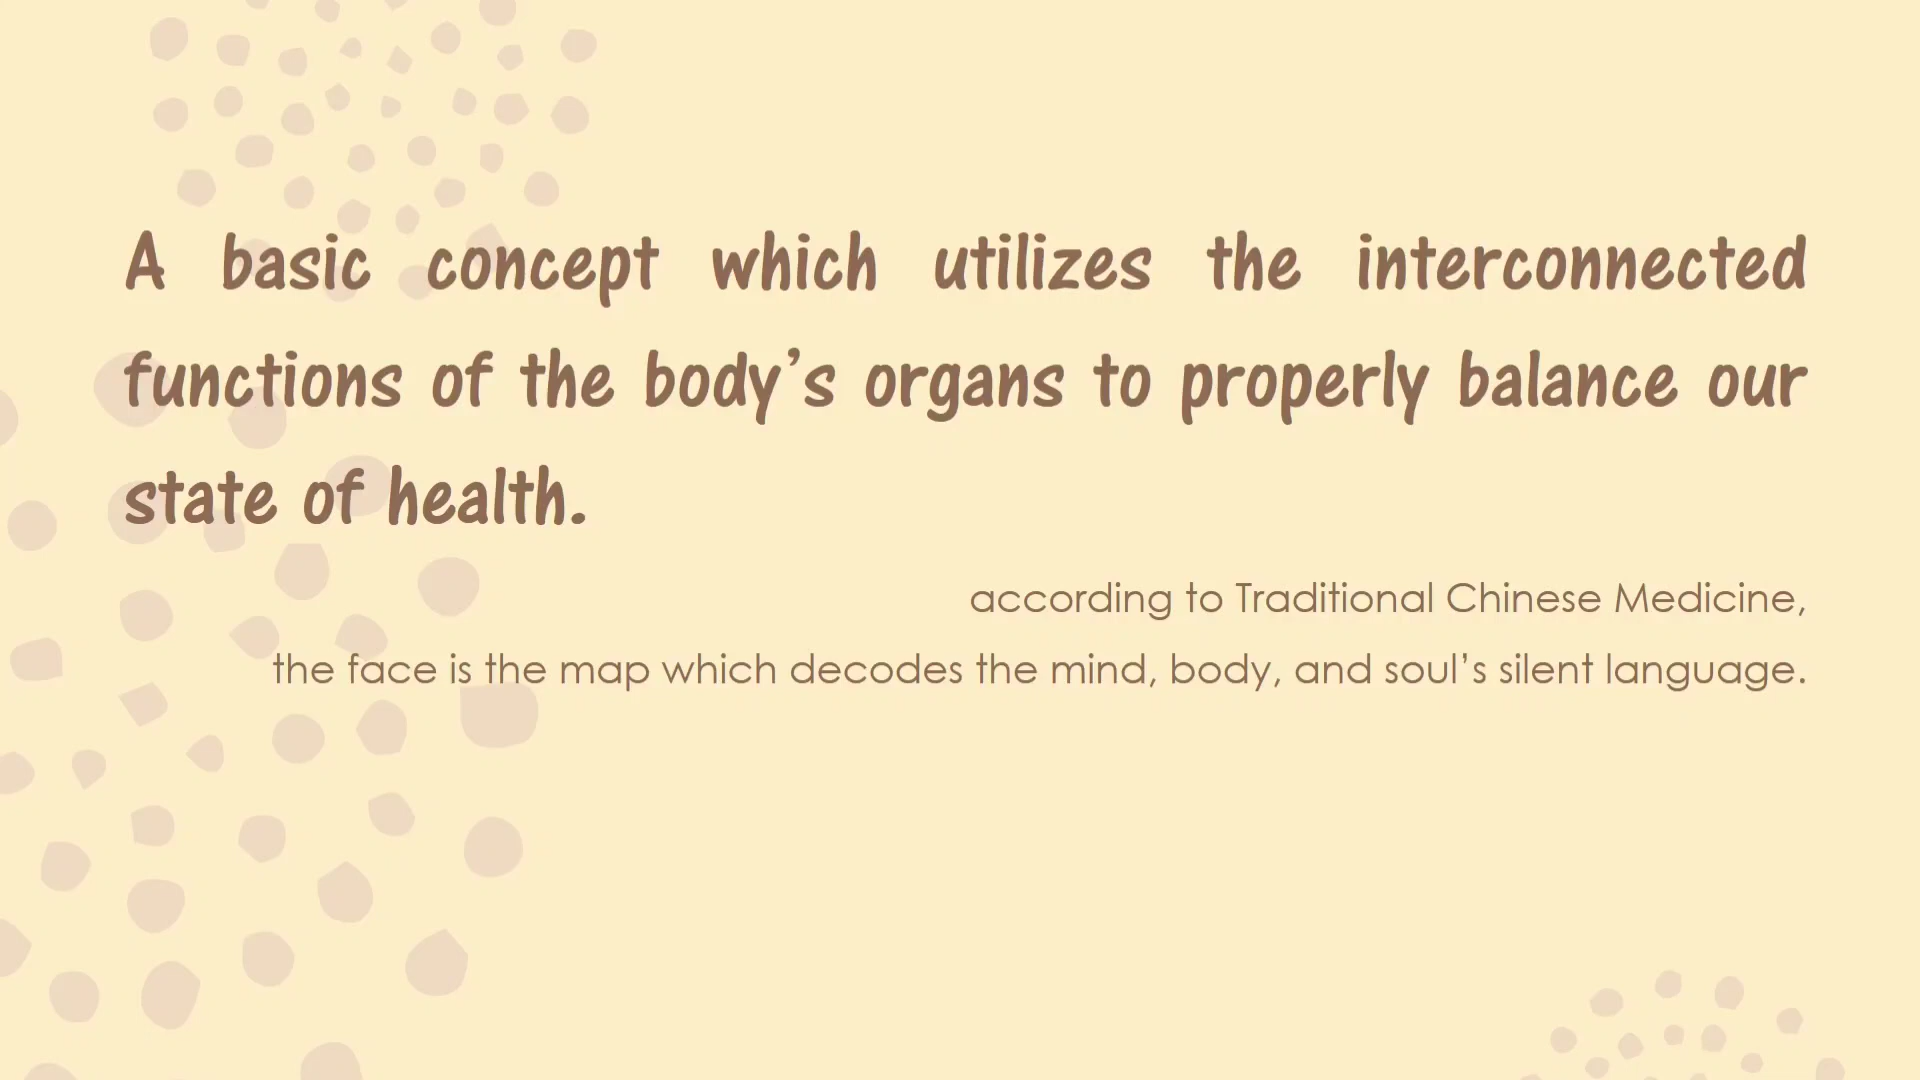 A basic concept which utilizes the interconnected
functions of the body’s organs to properly balance our
state of health.
according to Traditional Chinese Medicine,
the face is the map which decodes the mind, body, and soul’s silent language.